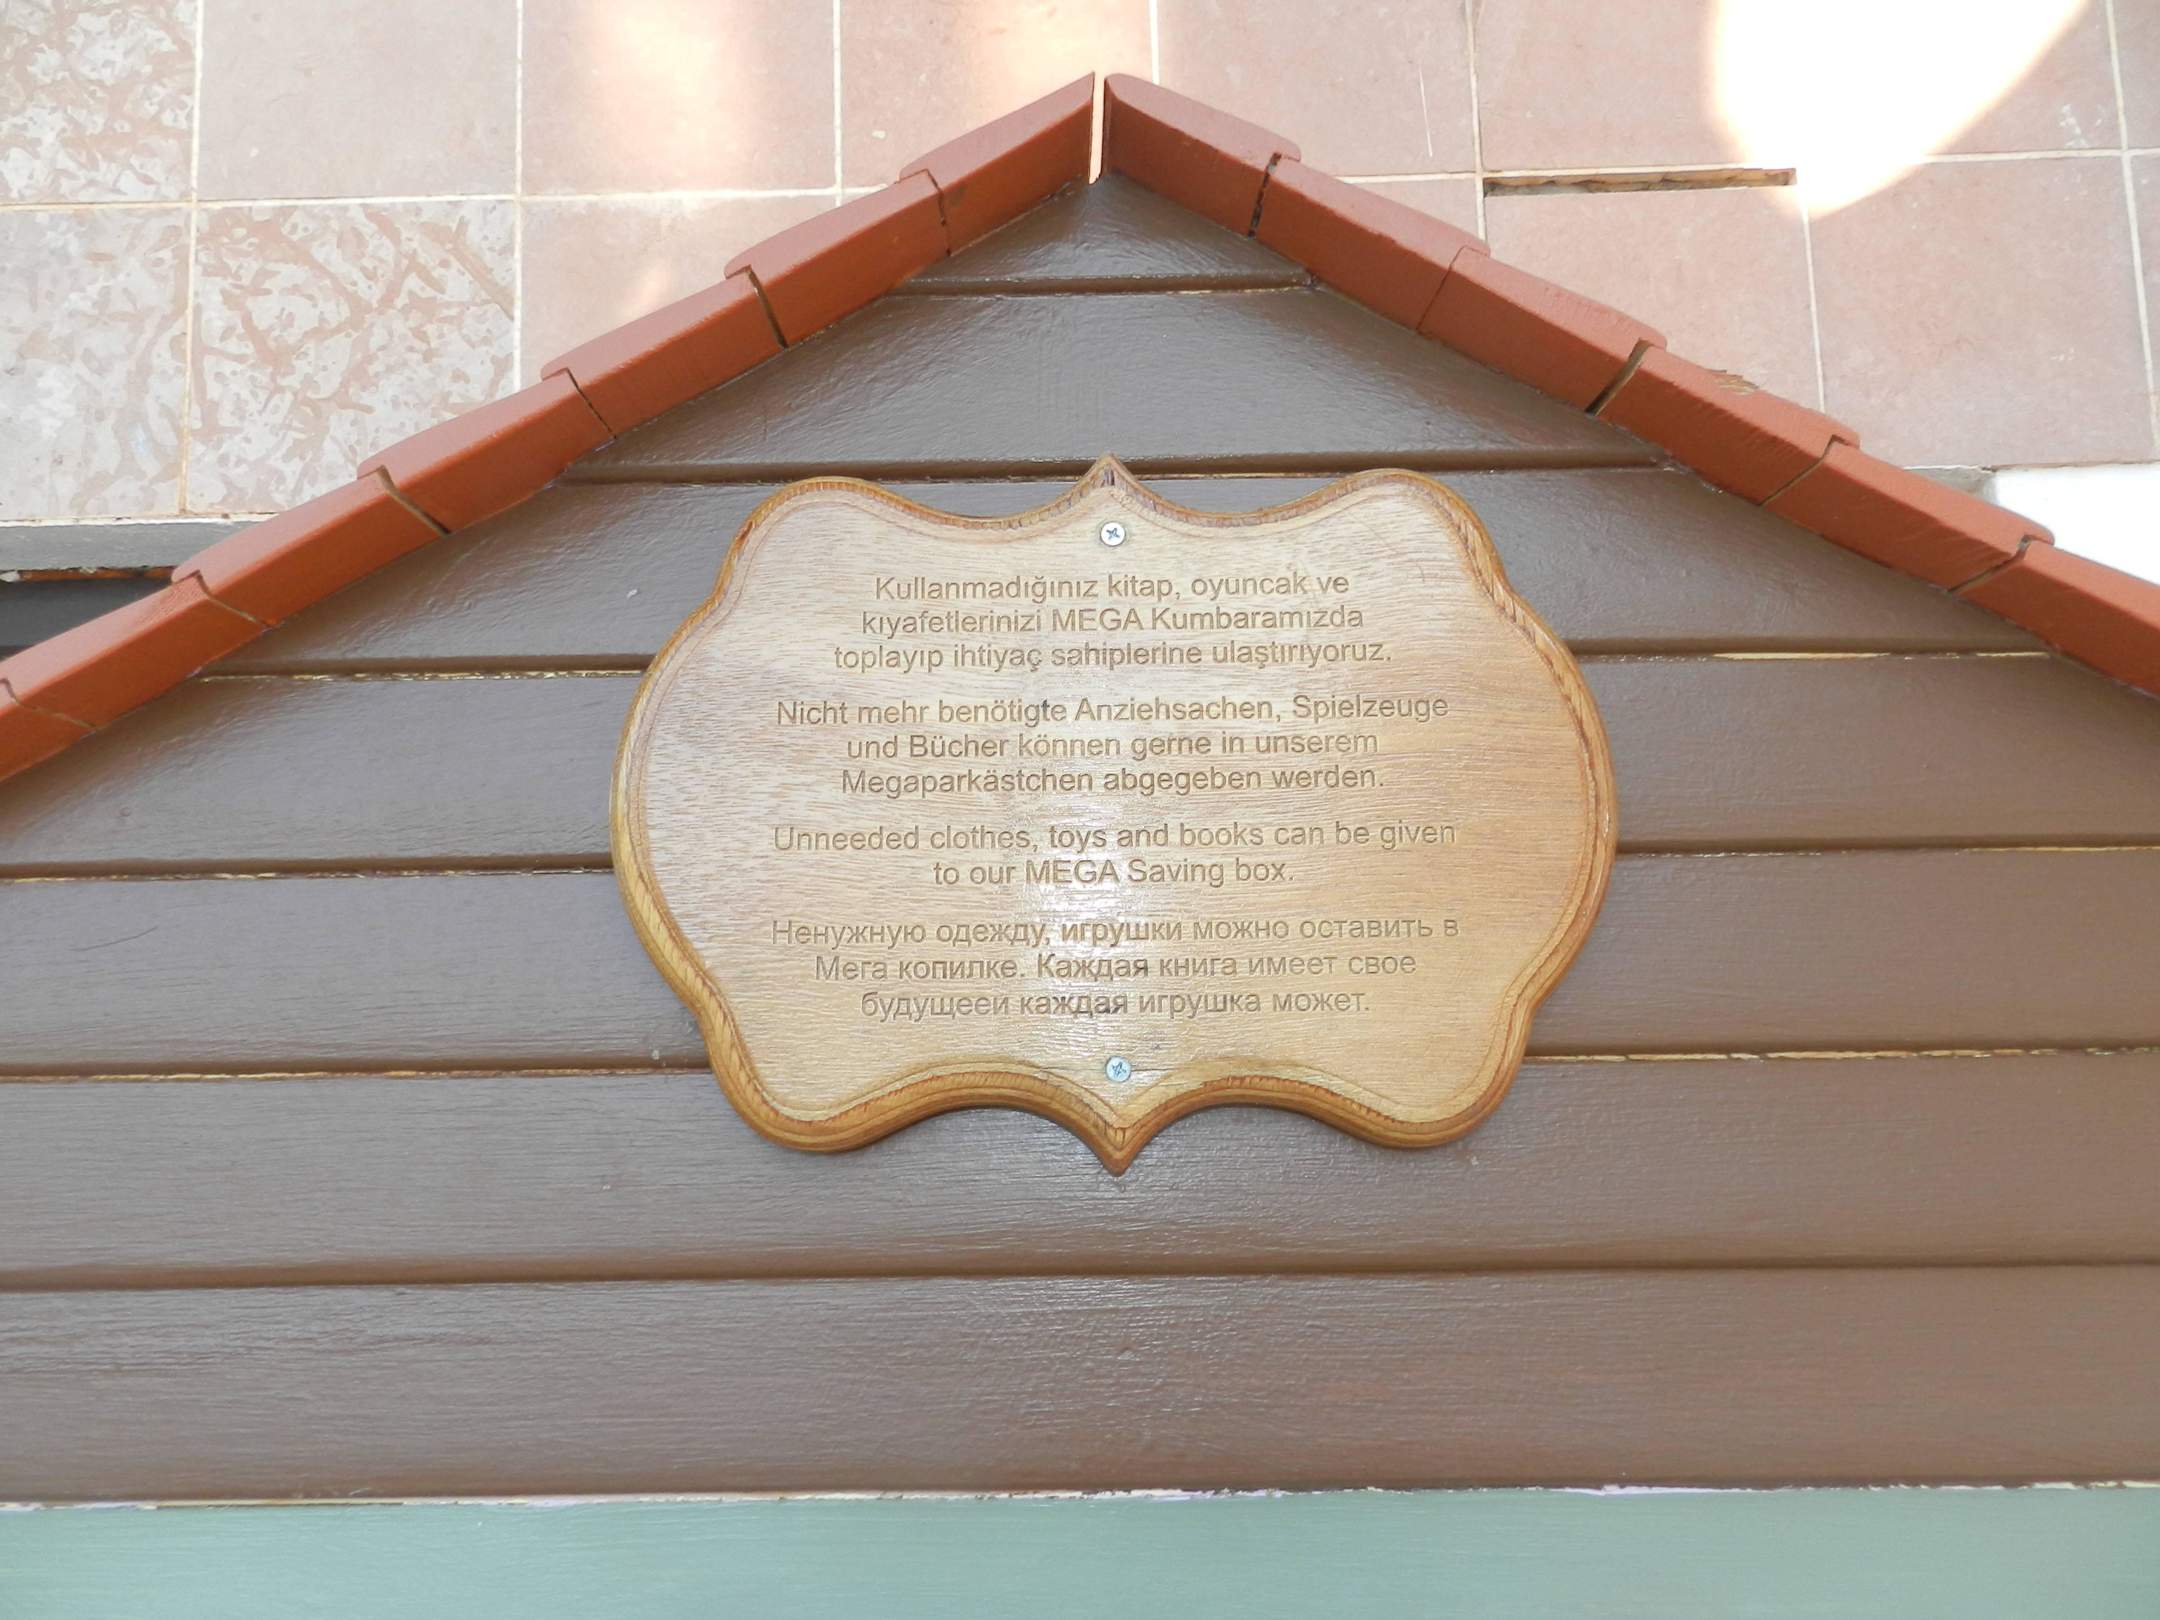 Kullanmadığınız kitap, oyuncak ve
kıyafetlerinizi MEGA Kumbaramızda
toplayıp ihtiyaç sahiplerine ulaştırıyoruz.
Nicht mehr benötigte Anziehsachen, Spielzeuge
und Bücher können gerne in unserem
Megaparkästchen abgegeben werden.
Unneeded clothes, toys and books can be given
to our MEGA Saving box.
Ненужную одежду, игрушки можно оставить в
Мега копилке. Каждая книга имеет свое
будущееи каждая игрушка может.